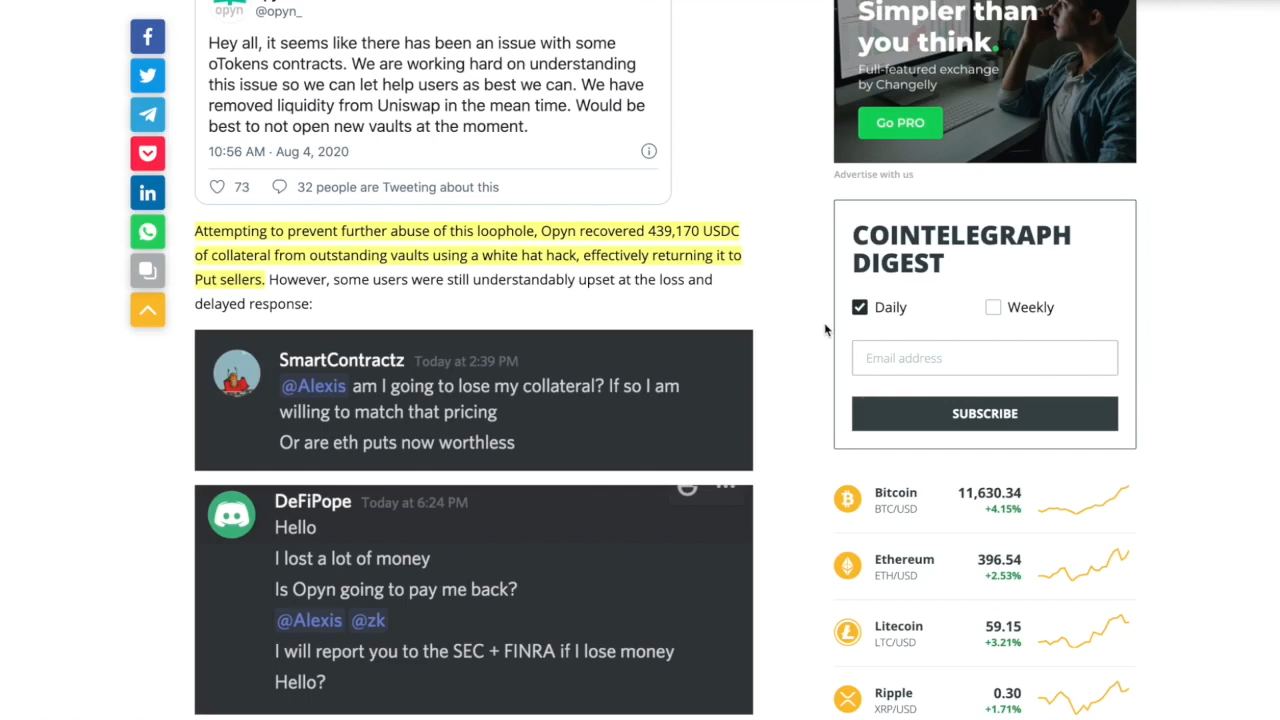 opyn
@opyn_
Hey all, it seems like there has been an issue with some
oTokens contracts. We are working hard on understanding
this issue so we can let help users as best we can. We have
removed liquidity from Uniswap in the mean time. Would be
best to not open new vaults at the moment.
10:56 AM · Aug 4, 2020
73
32 people are Tweeting about this
Attempting to prevent further abuse of this loophole, Opyn recovered 439,170 USDC
of collateral from outstanding vaults using a white hat hack, effectively returning it to
Put sellers. However, some users were still understandably upset at the loss and
delayed response:
SmartContractz Today at 2:39 PM
@Alexis am I going to lose my collateral? If so I am
willing to match that pricing
Or are eth puts now worthless
DeFiPope Today at 6:24 PM
Hello
I lost a lot of money
Is Opyn going to pay me back?
@Alexis @zk
I will report you to the SEC + FINRA if I lose money
Hello?
Simpler than
you think.
Full-featured exchange
by Changelly
Go PRO
Advertise with us
COINTELEGRAPH
DIGEST
Daily
Weekly
Email address
SUBSCRIBE
Bitcoin 11,630.34
BTC/USD +4.15%
Ethereum 396.54
ETH/USD +2.53%
Litecoin 59.15
LTC/USD +3.21%
Ripple 0.30
XRP/USD +1.71%